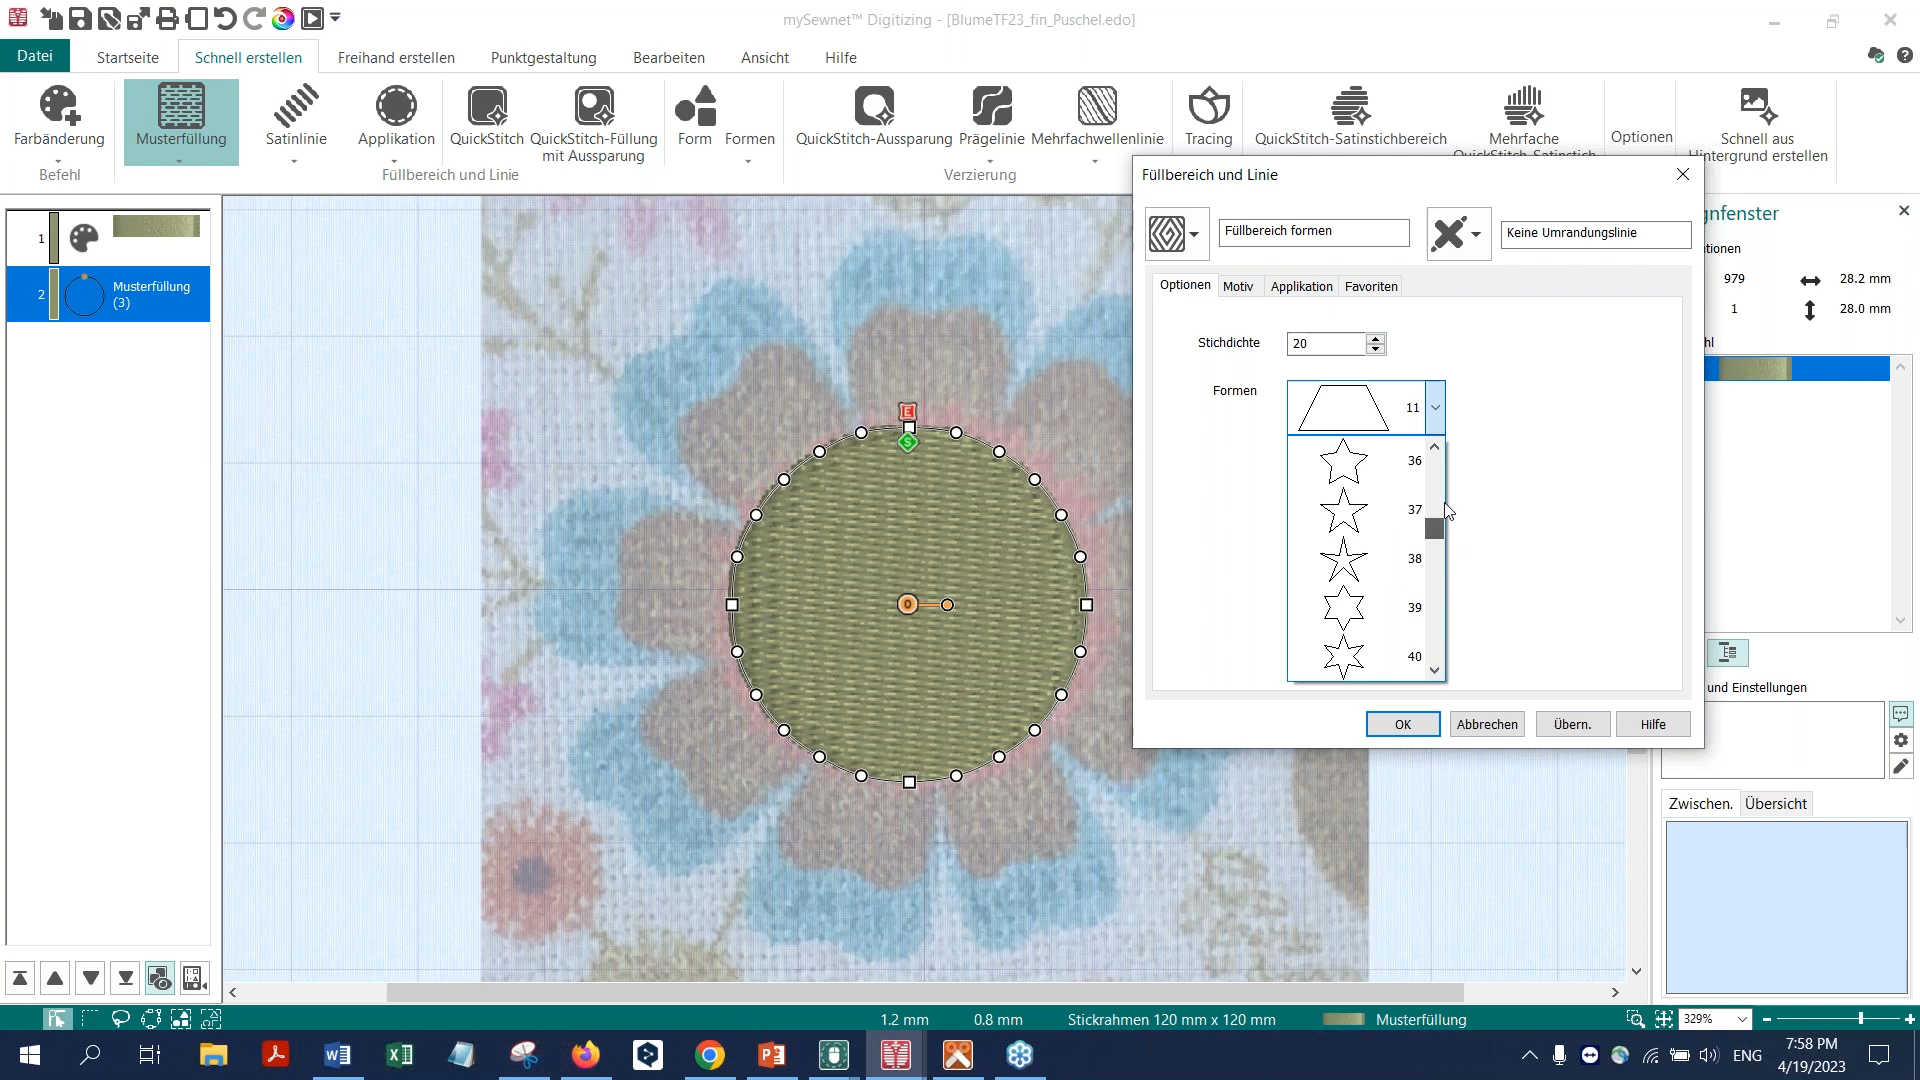 mySewnet™ Digitizing - [BlumeTF23_fin_Puschel.edo]
Datei
Startseite
Schnell erstellen
Freihand erstellen
Punktgestaltung
Bearbeiten
Ansicht
Hilfe
Farbänderung
Musterfüllung
Satinlinie
Applikation
QuickStitch
QuickStitch-Füllung
mit Aussparung
Form
Formen
QuickStitch-Aussparung
Prägelinie
Mehrfachwellenlinie
Tracing
QuickStitch-Satinstichbereich
Mehrfache
QuickStitch-Satinstich
Optionen
Schnell aus
Hintergrund erstellen
Befehl
Füllbereich und Linie
Verzierung
1
2
Musterfüllung
(3)
E
S
0
Füllbereich und Linie
Füllbereich formen
Keine Umrandungslinie
Optionen
Motiv
Applikation
Favoriten
Stichdichte
20
Formen
11
36
37
38
39
40
OK
Abbrechen
Übern.
Hilfe
gnfenster
tionen
979
28.2 mm
1
28.0 mm
hl
und Einstellungen
Zwischen.
Übersicht
1.2 mm
0.8 mm
Stickrahmen 120 mm x 120 mm
Musterfüllung
329%
ENG
7:58 PM
4/19/2023